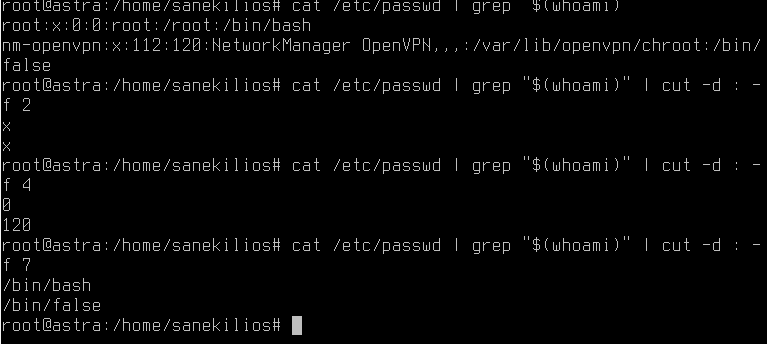 root@astra:/home/sanekilios# cat /etc/passwd | grep "$(whoami)"
root:x:0:0:root:/root:/bin/bash
nm-openvpn:x:112:120:NetworkManager OpenVPN,,,:/var/lib/openvpn/chroot:/bin/
false
root@astra:/home/sanekilios# cat /etc/passwd | grep "$(whoami)" | cut -d : -
f 2
x
x
root@astra:/home/sanekilios# cat /etc/passwd | grep "$(whoami)" | cut -d : -
f 4
0
120
root@astra:/home/sanekilios# cat /etc/passwd | grep "$(whoami)" | cut -d : -
f 7
/bin/bash
/bin/false
root@astra:/home/sanekilios#